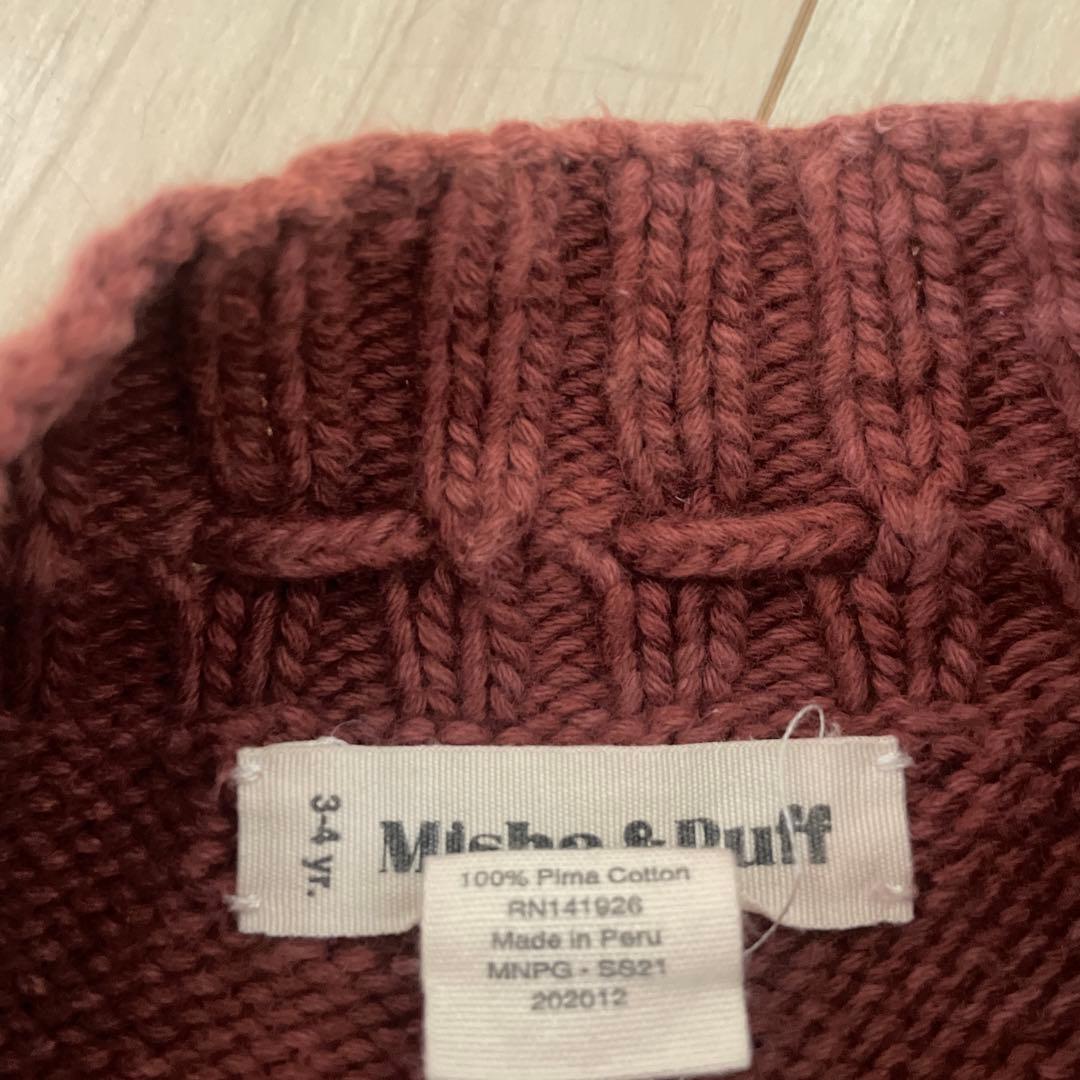 3-4 yr.
Misha & Puff
100% Pima Cotton
RN141926
Made in Peru
MNPG - SS21
202012